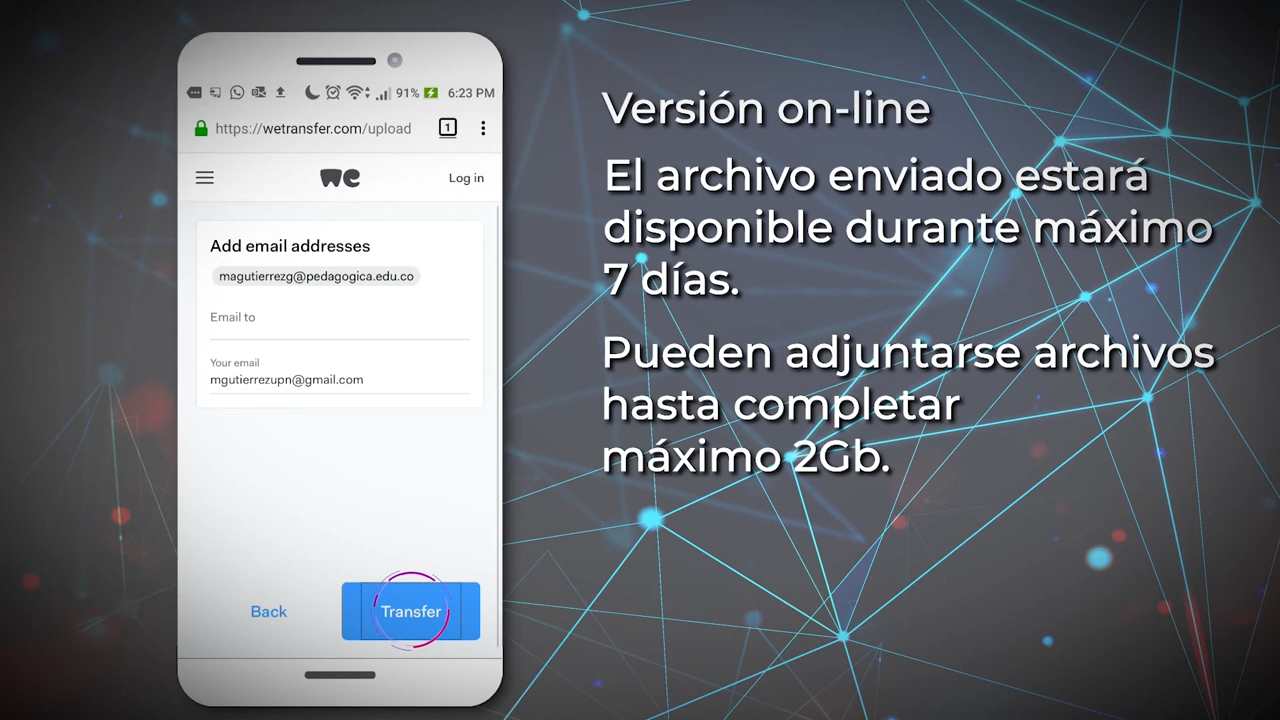 91% 6:23 PM
https://wetransfer.com/upload 1
we Log in
Add email addresses
magutierrezg@pedagogica.edu.co
Email to
Your email
mgutierrezupn@gmail.com
Back Transfer
Versión on-line
El archivo enviado estará
disponible durante máximo
7 días.
Pueden adjuntarse archivos
hasta completar
máximo 2Gb.